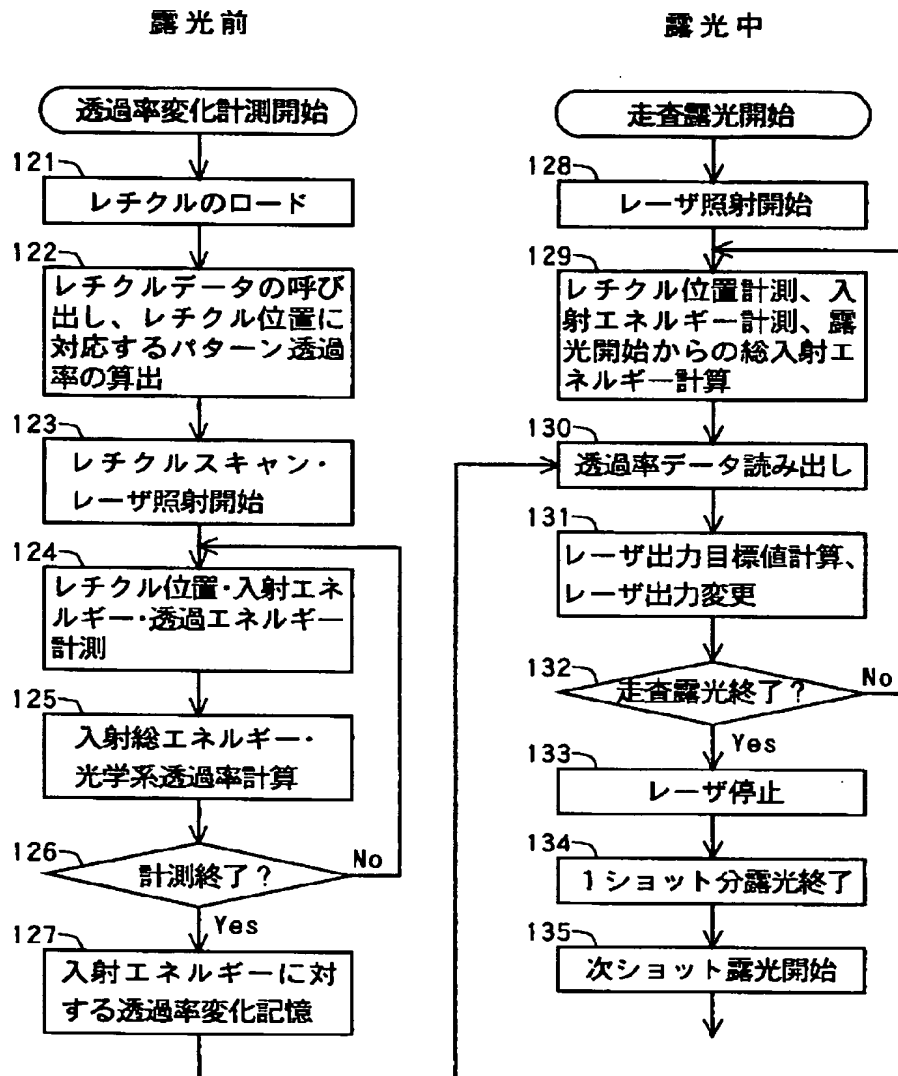 露光前
透過率変化計測開始
121
レチクルのロード
122
レチクルデータの呼び
出し、レチクル位置に
対応するパターン透過
率の算出
123
レチクルスキャン・
レーザ照射開始
124
レチクル位置・入射エネ
ルギー・透過エネルギー
計測
125
入射総エネルギー・
光学系透過率計算
126
計測終了?
No
Yes
127
入射エネルギーに対
する透過率変化記憶
露光中
走査露光開始
128
レーザ照射開始
129
レチクル位置計測、入
射エネルギー計測、露
光開始からの総入射エ
ネルギー計算
130
透過率データ読み出し
131
レーザ出力目標値計算、
レーザ出力変更
132
走査露光終了?
No
Yes
133
レーザ停止
134
1ショット分露光終了
135
次ショット露光開始